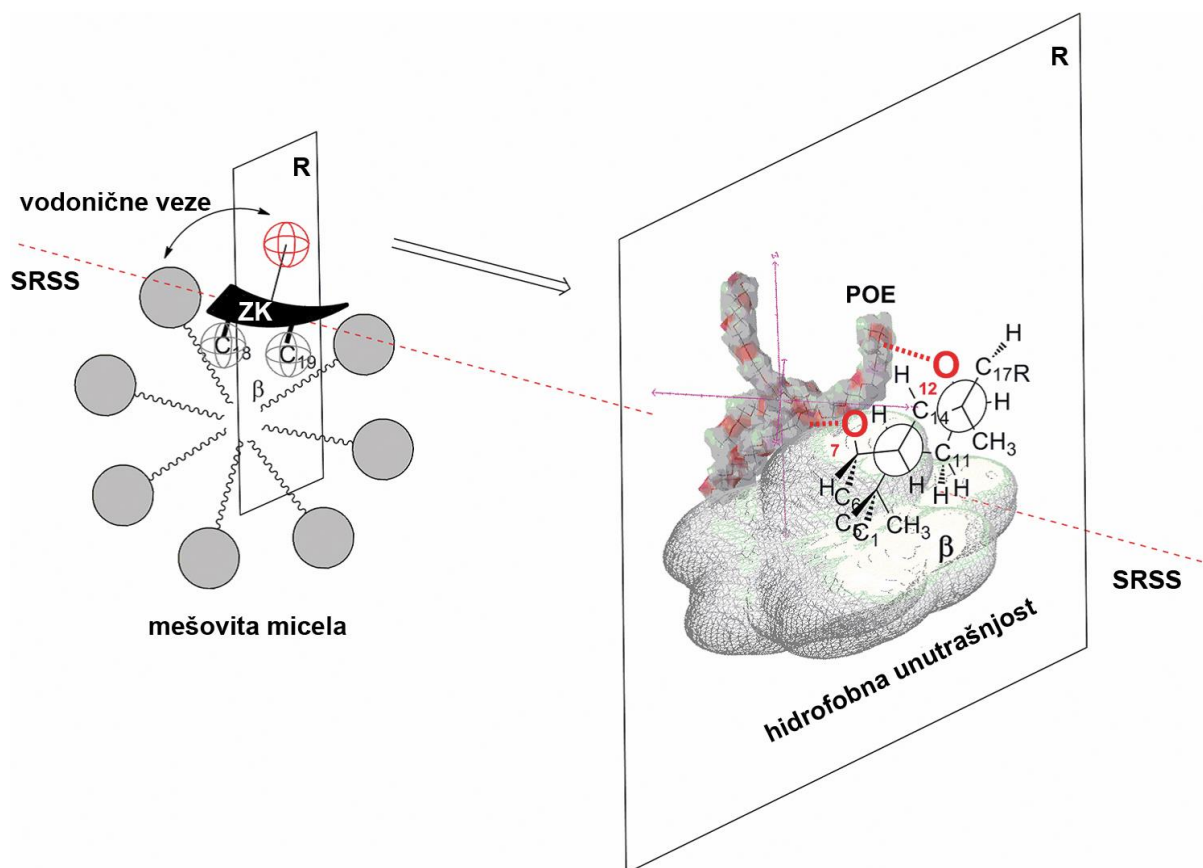 R
vodonične veze
SRSS
ZK
C18
C19
β
mešovita micela
R
POE
H
O
C17R
H
12
H
C14
H
O
7
CH3
C11
H
H
H
H
C6
C5
C1
CH3
β
SRSS
hidrofobna unutrašnjost